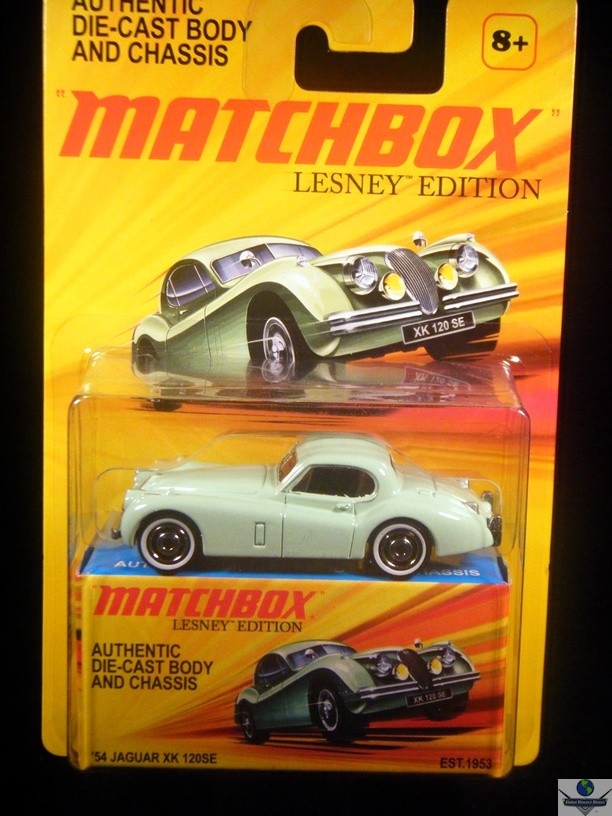 AUTHENTIC
DIE-CAST BODY
AND CHASSIS
8+
"MATCHBOX"
LESNEY™ EDITION
XK 120 SE
MATCHBOX
LESNEY EDITION
AUTHENTIC
DIE-CAST BODY
AND CHASSIS
XK 120 SE
'54 JAGUAR XK 120SE
EST.1953